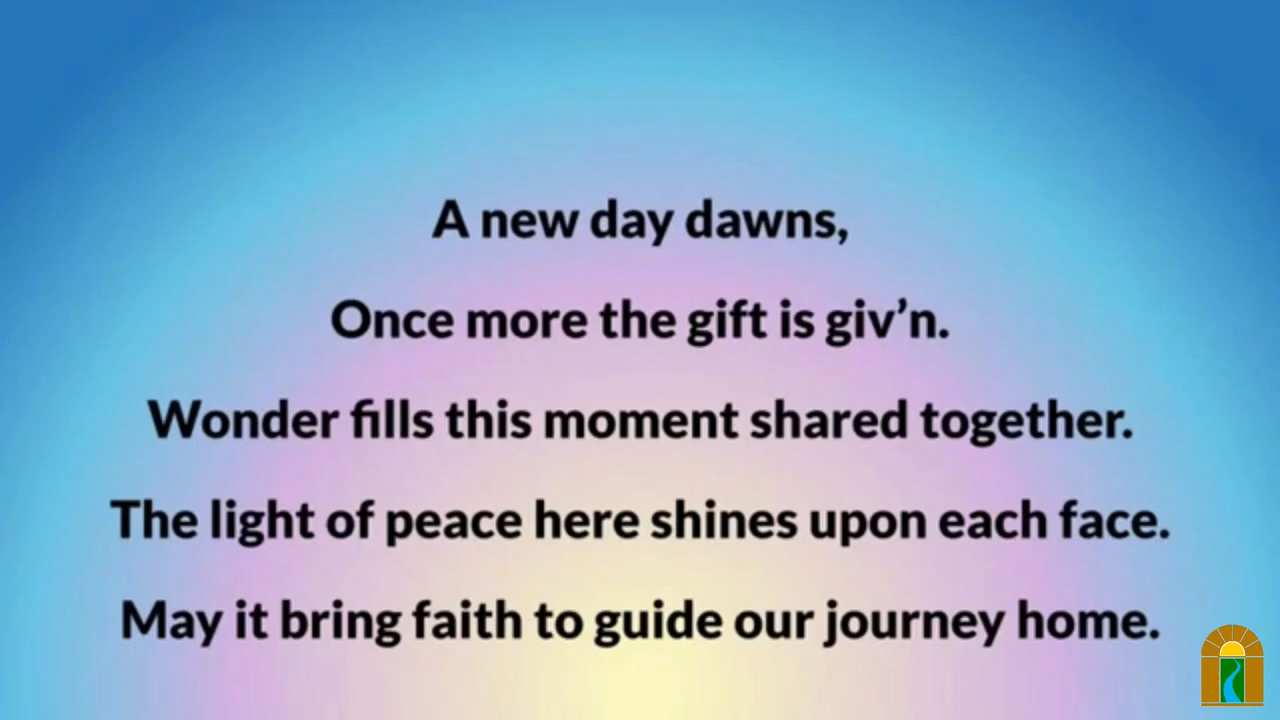 A new day dawns,
Once more the gift is giv’n.
Wonder fills this moment shared together.
The light of peace here shines upon each face.
May it bring faith to guide our journey home.